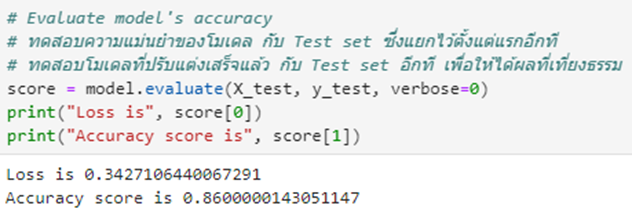 # Evaluate model's accuracy
# ทดสอบความแม่นยำของโมเดล กับ Test set ซึ่งแยกไว้ตั้งแต่แรกอีกที
# ทดสอบโมเดลที่ปรับแต่งเสร็จแล้ว กับ Test set อีกที เพื่อให้ได้ผลที่เที่ยงธรรม
score = model.evaluate(X_test, y_test, verbose=0)
print("Loss is", score[0])
print("Accuracy score is", score[1])
Loss is 0.3427106440067291
Accuracy score is 0.8600000143051147